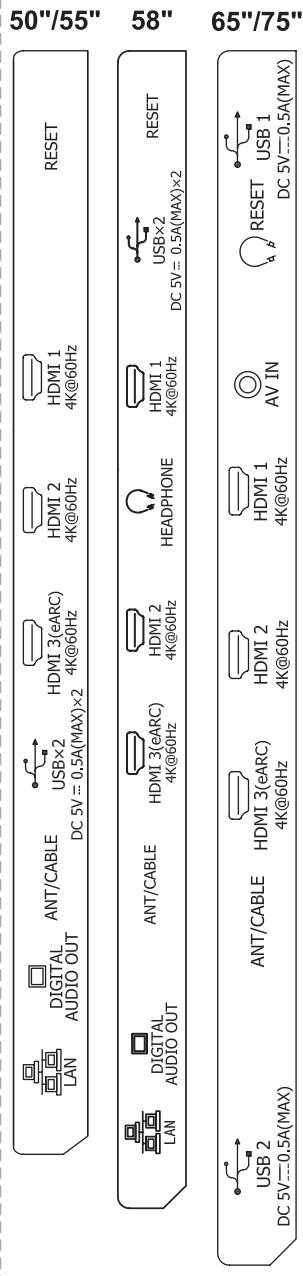 50"/55"
RESET
HDMI 1
4K@60Hz
HDMI 2
4K@60Hz
HDMI 3(eARC)
4K@60Hz
USB×2
DC 5V⎓0.5A(MAX)×2
ANT/CABLE
DIGITAL
AUDIO OUT
LAN
58"
RESET
USB×2
DC 5V⎓0.5A(MAX)×2
HDMI 1
4K@60Hz
HEADPHONE
HDMI 2
4K@60Hz
HDMI 3(eARC)
4K@60Hz
ANT/CABLE
DIGITAL
AUDIO OUT
LAN
65"/75"
USB 1
DC 5V⎓0.5A(MAX)
RESET
AV IN
HDMI 1
4K@60Hz
HDMI 2
4K@60Hz
HDMI 3(eARC)
4K@60Hz
ANT/CABLE
USB 2
DC 5V⎓0.5A(MAX)